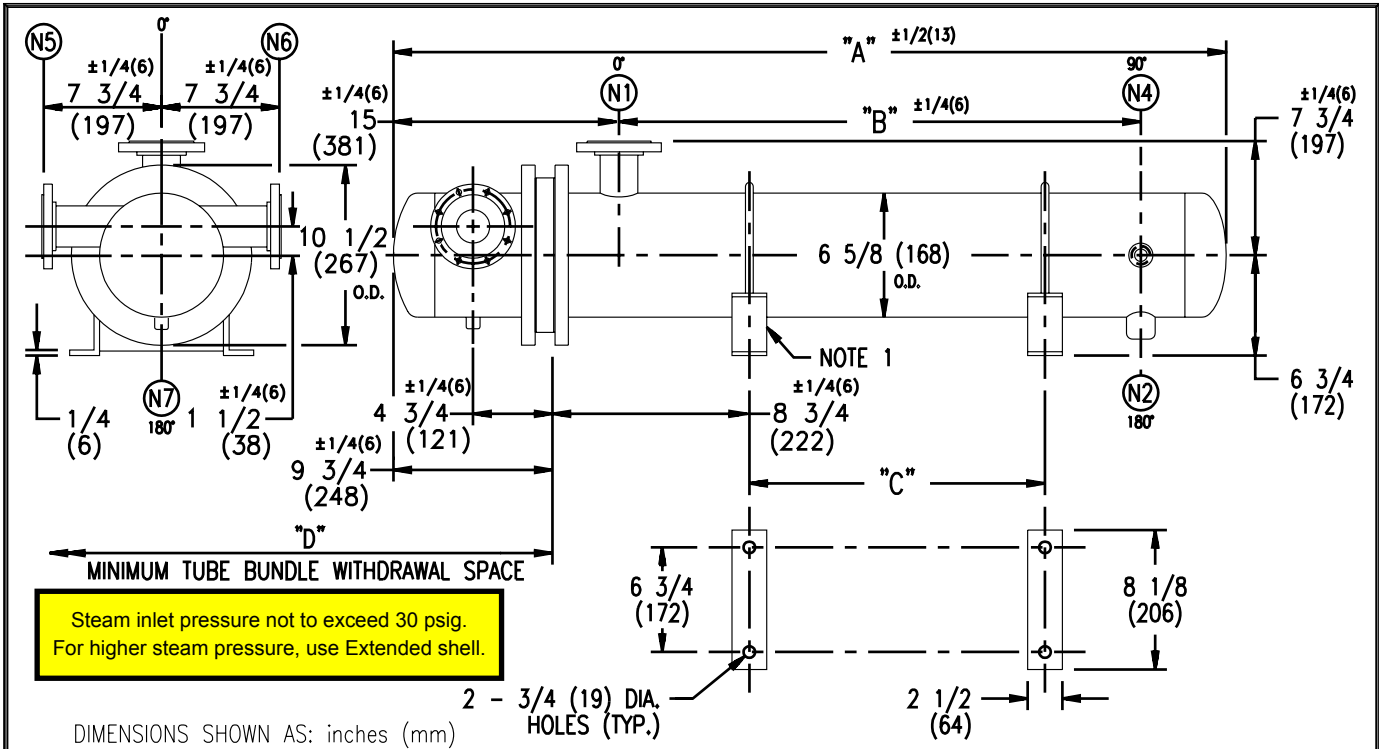 N5
0°
N6
±1/4(6)
7 3/4
(197)
±1/4(6)
7 3/4
(197)
10 1/2
(267)
O.D.
1/4
(6)
N7
180°
±1/4(6)
1 1/2
(38)
"A" ±1/2(13)
±1/4(6)
15
(381)
0°
N1
"B" ±1/4(6)
90°
N4
±1/4(6)
7 3/4
(197)
6 5/8 (168)
O.D.
NOTE 1
6 3/4
(172)
N2
180°
±1/4(6)
4 3/4
(121)
±1/4(6)
8 3/4
(222)
±1/4(6)
9 3/4
(248)
"C"
"D"
MINIMUM TUBE BUNDLE WITHDRAWAL SPACE
Steam inlet pressure not to exceed 30 psig.
For higher steam pressure, use Extended shell.
6 3/4
(172)
8 1/8
(206)
2 - 3/4 (19) DIA.
HOLES (TYP.)
2 1/2
(64)
DIMENSIONS SHOWN AS: inches (mm)